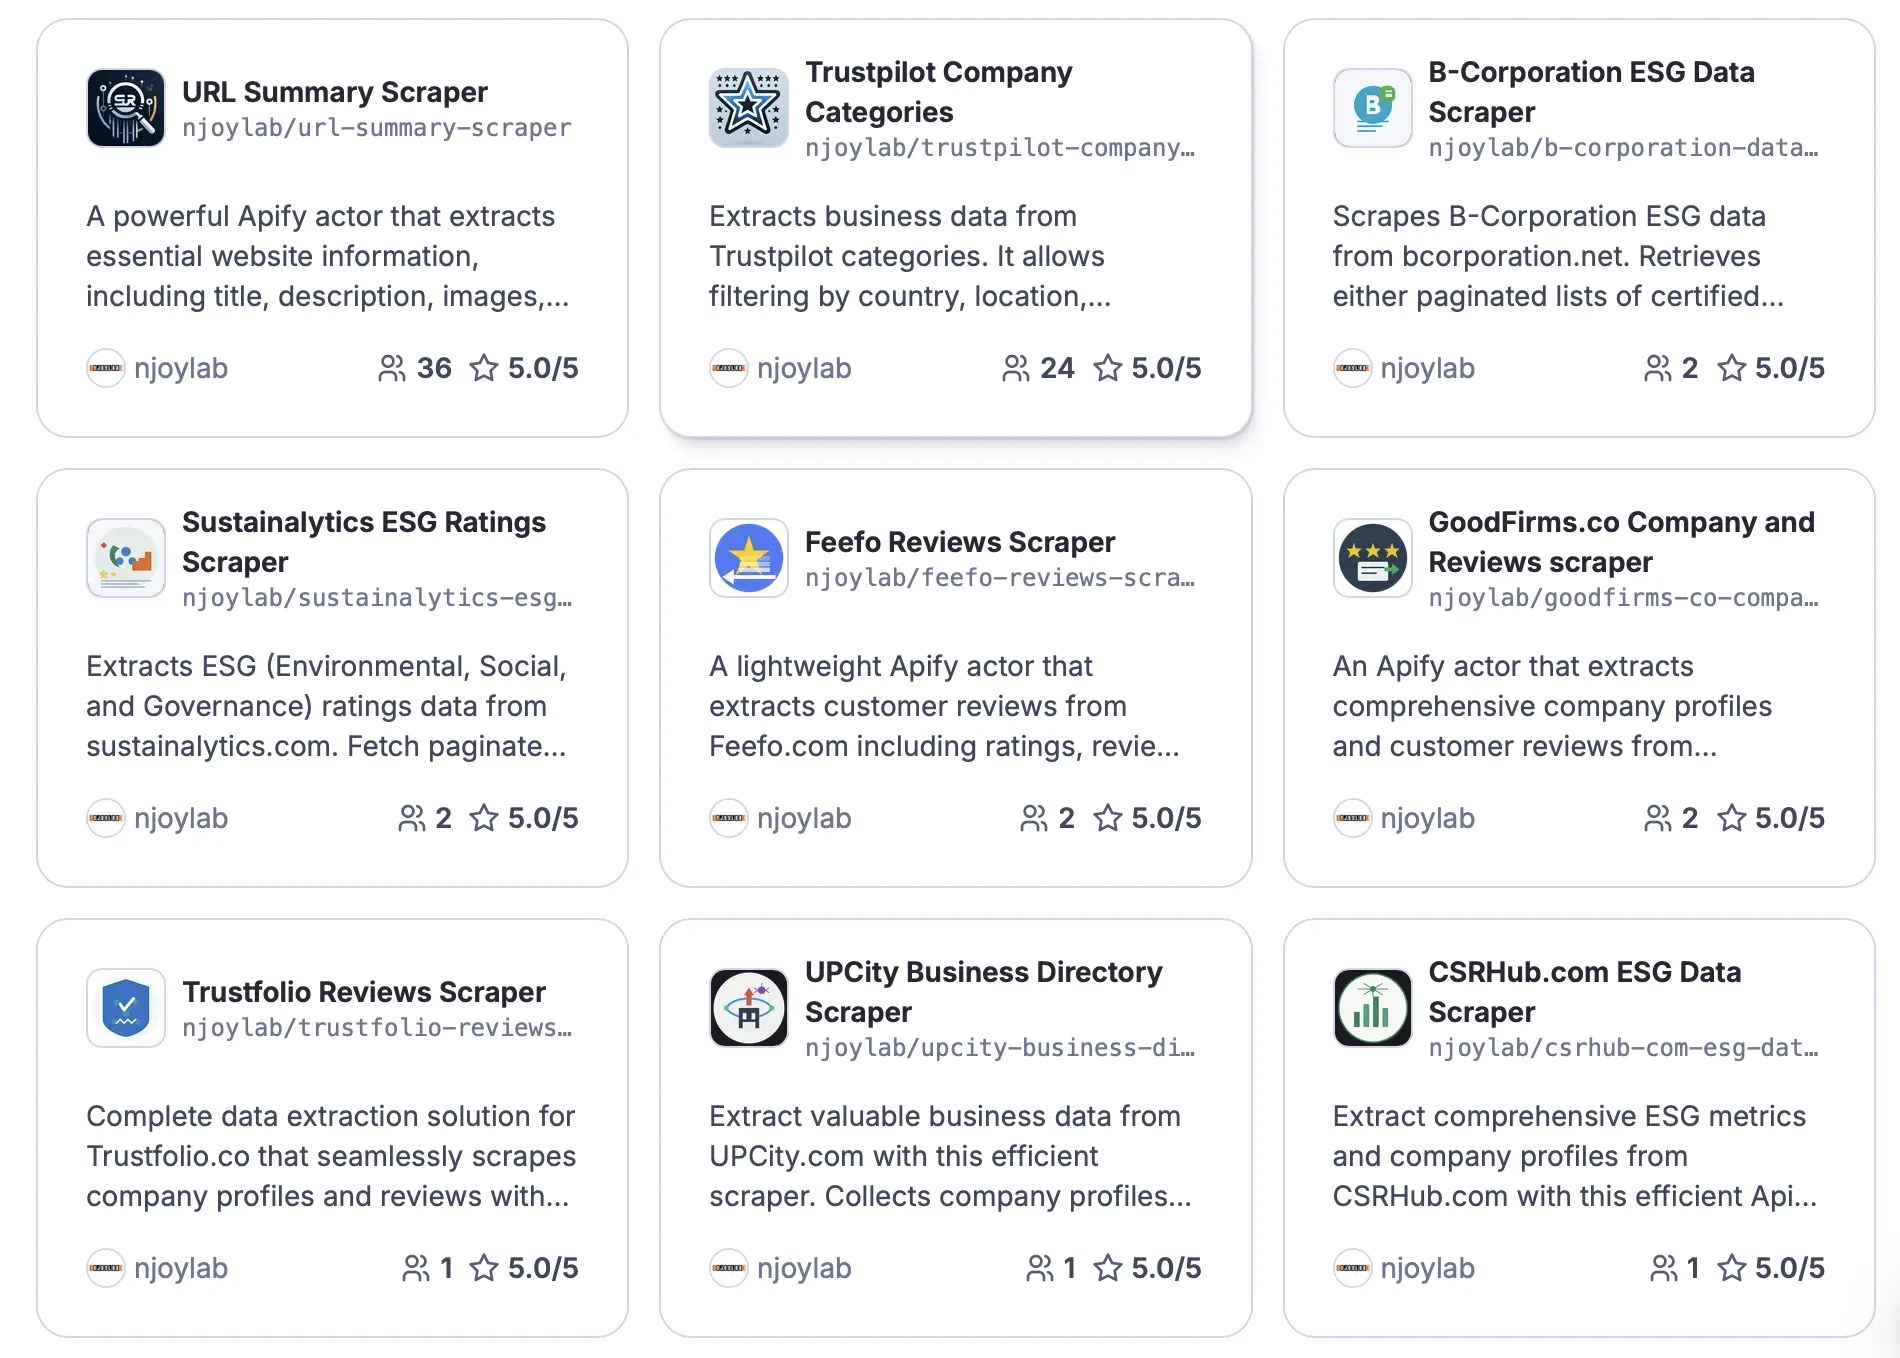 URL Summary Scraper
njoylab/url-summary-scraper
A powerful Apify actor that extracts
essential website information,
including title, description, images,...
njoylab 36 5.0/5
Trustpilot Company
Categories
njoylab/trustpilot-company…
Extracts business data from
Trustpilot categories. It allows
filtering by country, location,...
njoylab 24 5.0/5
B-Corporation ESG Data
Scraper
njoylab/b-corporation-data…
Scrapes B-Corporation ESG data
from bcorporation.net. Retrieves
either paginated lists of certified...
njoylab 2 5.0/5
Sustainalytics ESG Ratings
Scraper
njoylab/sustainalytics-esg…
Extracts ESG (Environmental, Social,
and Governance) ratings data from
sustainalytics.com. Fetch paginate...
njoylab 2 5.0/5
Feefo Reviews Scraper
njoylab/feefo-reviews-scra…
A lightweight Apify actor that
extracts customer reviews from
Feefo.com including ratings, revie...
njoylab 2 5.0/5
GoodFirms.co Company and
Reviews scraper
njoylab/goodfirms-co-compa…
An Apify actor that extracts
comprehensive company profiles
and customer reviews from...
njoylab 2 5.0/5
Trustfolio Reviews Scraper
njoylab/trustfolio-reviews…
Complete data extraction solution for
Trustfolio.co that seamlessly scrapes
company profiles and reviews with...
njoylab 1 5.0/5
UPCity Business Directory
Scraper
njoylab/upcity-business-di…
Extract valuable business data from
UPCity.com with this efficient
scraper. Collects company profiles...
njoylab 1 5.0/5
CSRHub.com ESG Data
Scraper
njoylab/csrhub-com-esg-dat…
Extract comprehensive ESG metrics
and company profiles from
CSRHub.com with this efficient Api...
njoylab 1 5.0/5